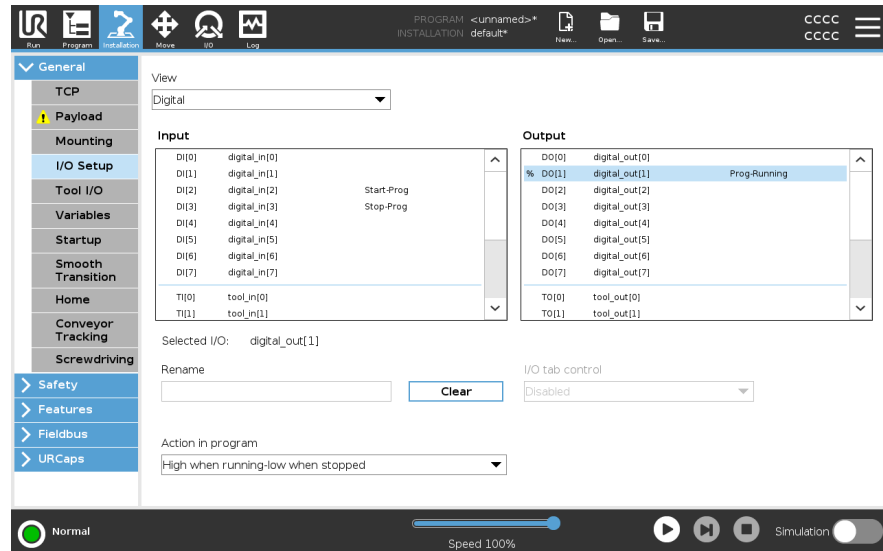 PROGRAM <unnamed>*
INSTALLATION default*
CCCC
CCCC
Run Program Installation Move I/O Log New... Open... Save...
General
TCP
Payload
Mounting
I/O Setup
Tool I/O
Variables
Startup
Smooth
Transition
Home
Conveyor
Tracking
Screwdriving
Safety
Features
Fieldbus
URCaps
View
Digital
Input
DI[0] digital_in[0]
DI[1] digital_in[1]
DI[2] digital_in[2] Start-Prog
DI[3] digital_in[3] Stop-Prog
DI[4] digital_in[4]
DI[5] digital_in[5]
DI[6] digital_in[6]
DI[7] digital_in[7]
TI[0] tool_in[0]
TI[1] tool_in[1]
Output
DO[0] digital_out[0]
% DO[1] digital_out[1] Prog-Running
DO[2] digital_out[2]
DO[3] digital_out[3]
DO[4] digital_out[4]
DO[5] digital_out[5]
DO[6] digital_out[6]
DO[7] digital_out[7]
TO[0] tool_out[0]
TO[1] tool_out[1]
Selected I/O: digital_out[1]
Rename
Clear
I/O tab control
Disabled
Action in program
High when running-low when stopped
Normal
Speed 100%
Simulation